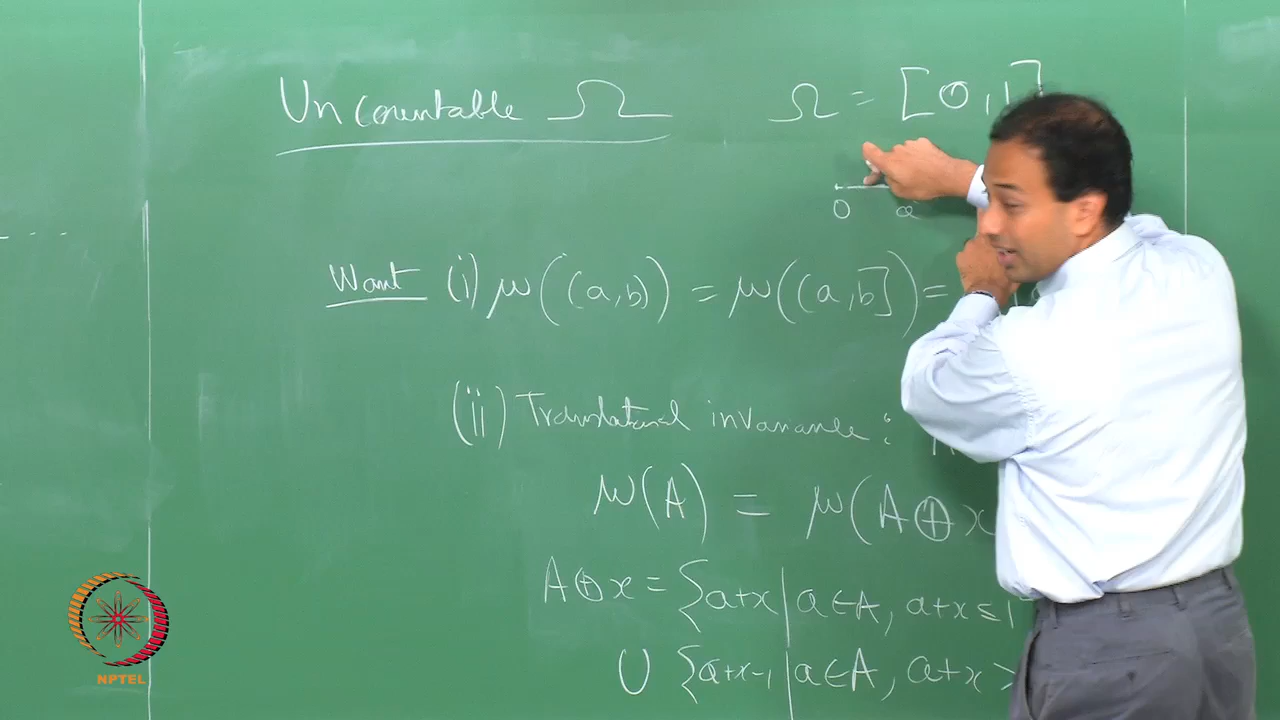 Uncountable Ω Ω = [0,1]
0 a
Want (i) μ((a,b)) = μ((a,b]) =
(ii) Translational invariance :
μ(A) = μ(A⊕x
A⊕x = {a+x | a∈A, a+x≤1
∪ {a+x-1 | a∈A, a+x>
NPTEL